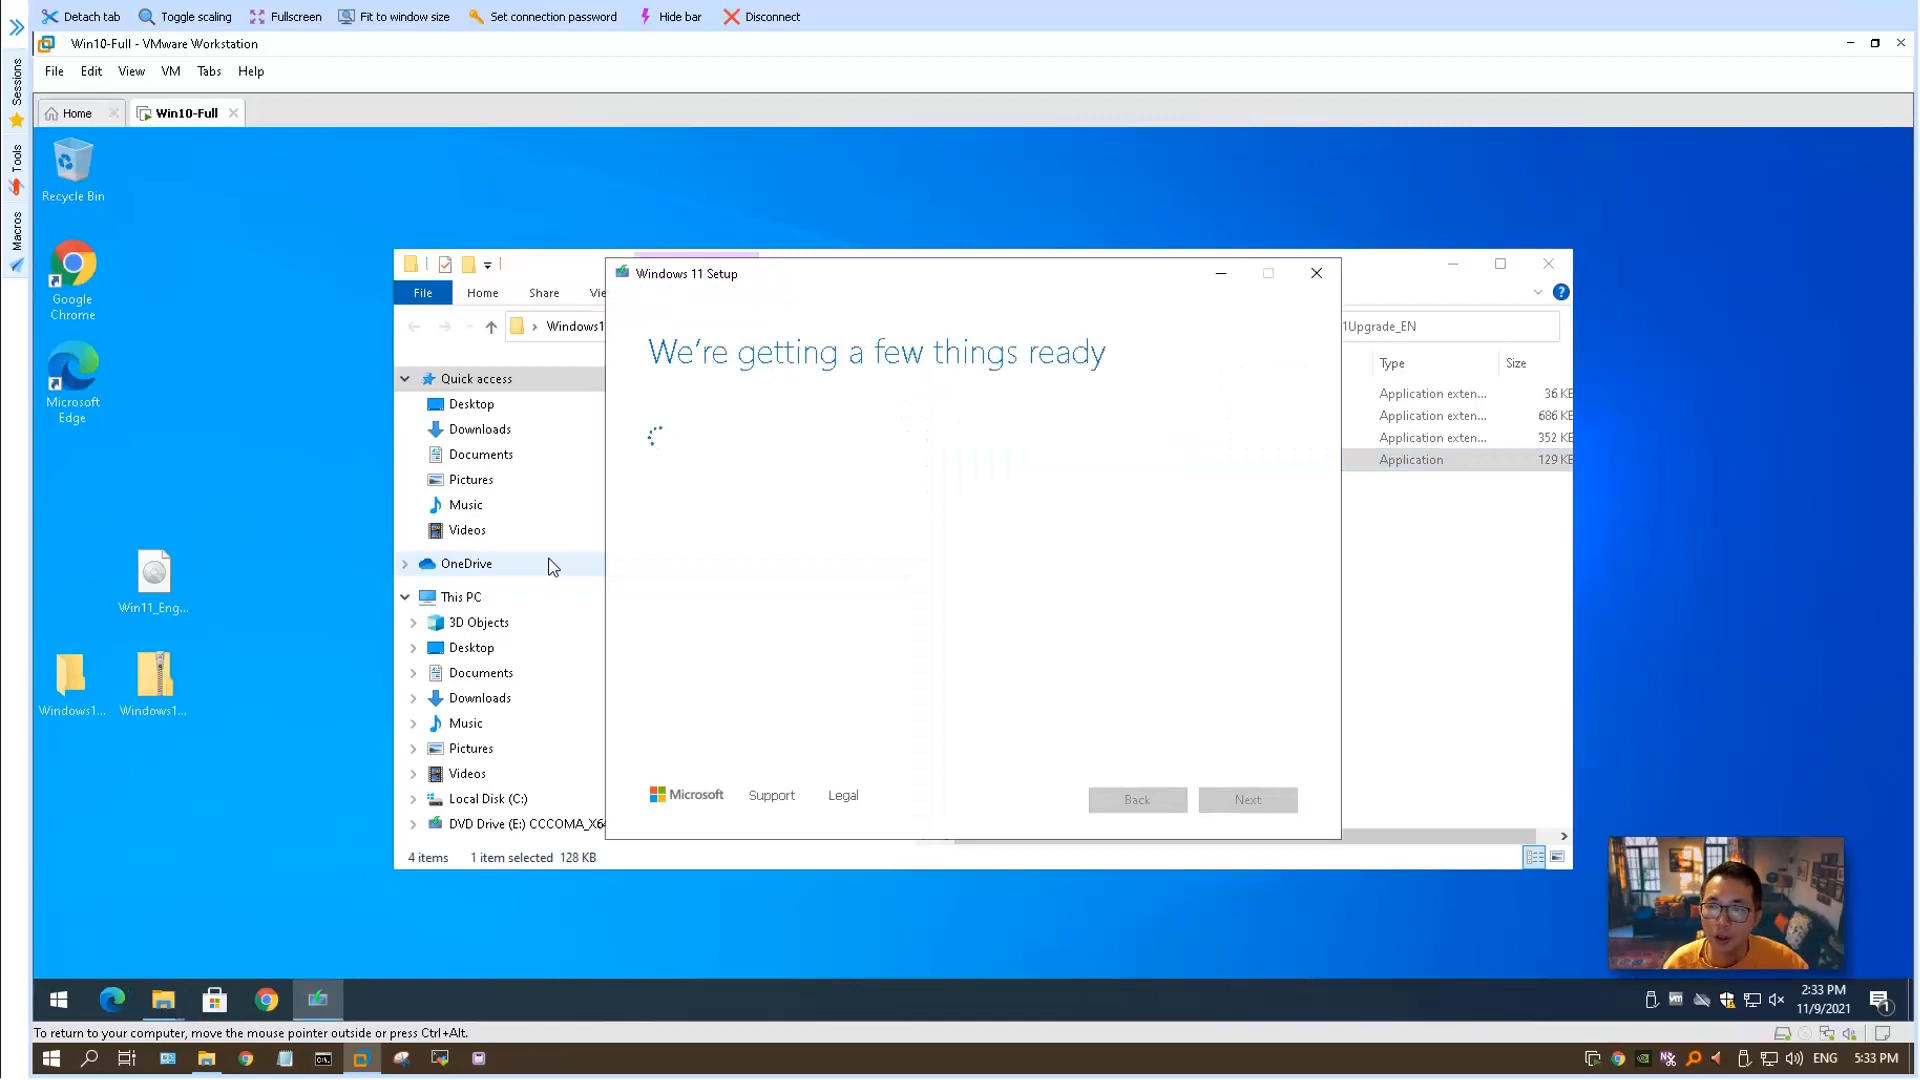 Detach tab Toggle scaling Fullscreen Fit to window size Set connection password Hide bar Disconnect
Win10-Full - VMware Workstation
File Edit View VM Tabs Help
Home Win10-Full
Sessions
Tools
Macros
Recycle Bin
Google
Chrome
Microsoft
Edge
Win11_Eng...
Windows1... Windows1...
File Home Share Vie
Windows1
1Upgrade_EN
Quick access
Desktop
Downloads
Documents
Pictures
Music
Videos
OneDrive
This PC
3D Objects
Desktop
Documents
Downloads
Music
Pictures
Videos
Local Disk (C:)
DVD Drive (E:) CCCOMA_X64
4 items 1 item selected 128 KB
Type Size
Application exten... 36 KB
Application exten... 686 KB
Application exten... 352 KB
Application 129 KB
Windows 11 Setup
We're getting a few things ready
Microsoft Support Legal
Back Next
2:33 PM
11/9/2021
1
To return to your computer, move the mouse pointer outside or press Ctrl+Alt.
ENG 5:33 PM